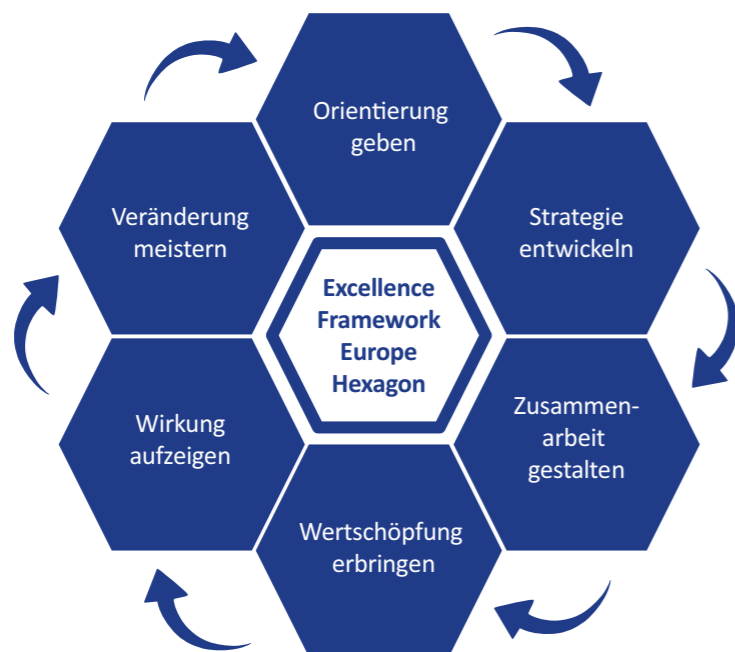 Orientierung
geben
Strategie
entwickeln
Zusammen-
arbeit
gestalten
Wertschöpfung
erbringen
Wirkung
aufzeigen
Veränderung
meistern
Excellence
Framework
Europe
Hexagon